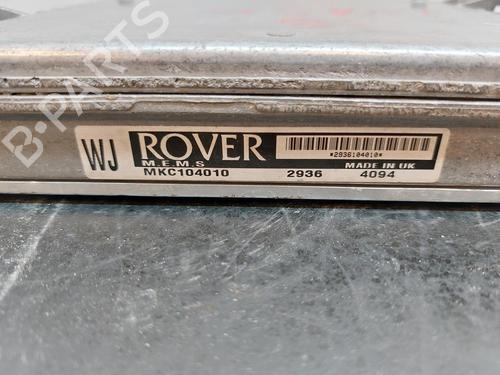 WJ ROVER *2936104010*
M.E.M.S MADE IN UK
MKC104010 2936 4094
B-PARTS